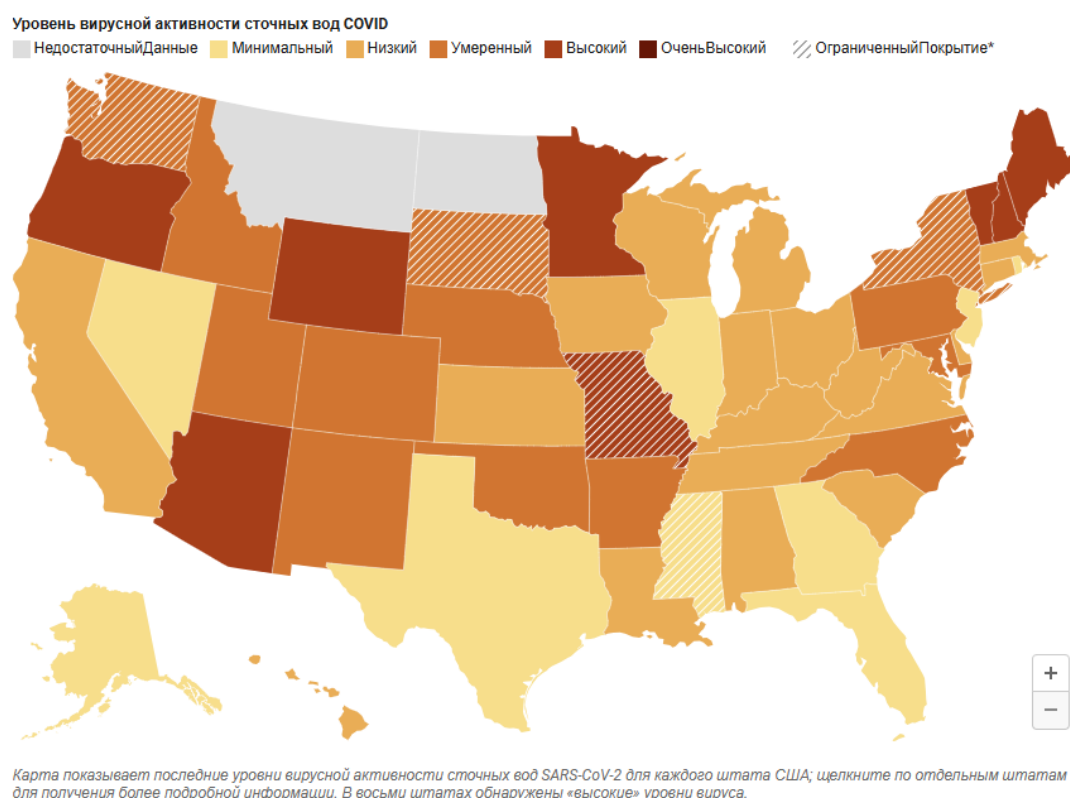 Уровень вирусной активности сточных вод COVID
НедостаточныйДанные Минимальный Низкий Умеренный Высокий ОченьВысокий ОграниченныйПокрытие*
+
−
Карта показывает последние уровни вирусной активности сточных вод SARS-CoV-2 для каждого штата США; щелкните по отдельным штатам
для получения более подробной информации. В восьми штатах обнаружены «высокие» уровни вируса.